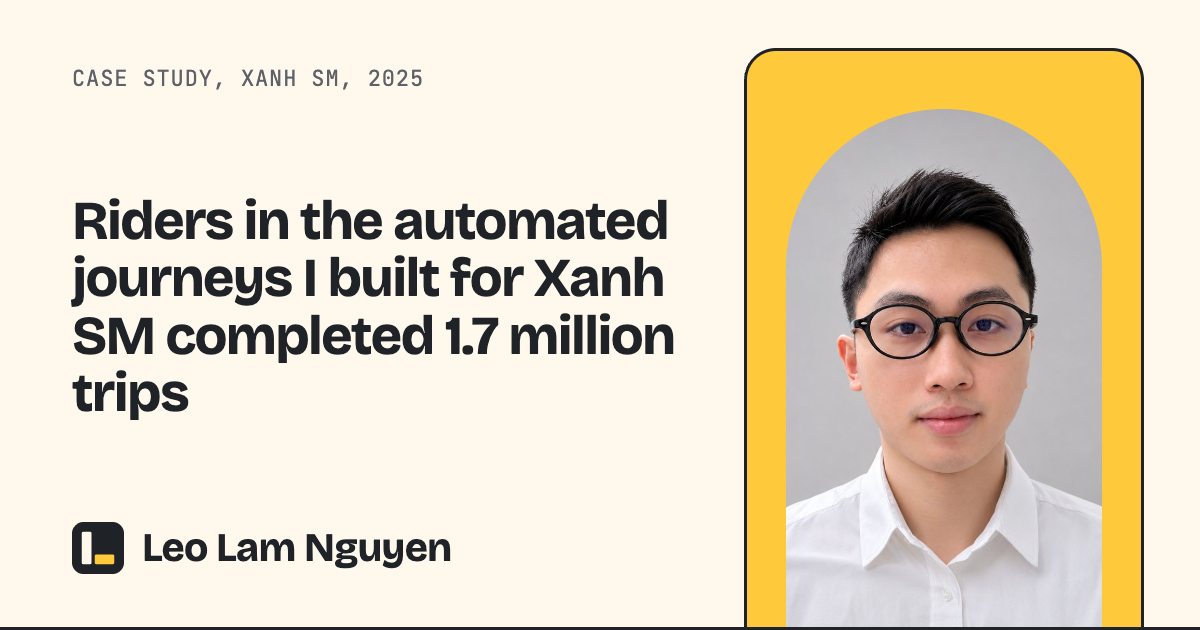 CASE STUDY, XANH SM, 2025
Riders in the automated
journeys I built for Xanh
SM completed 1.7 million
trips
Leo Lam Nguyen